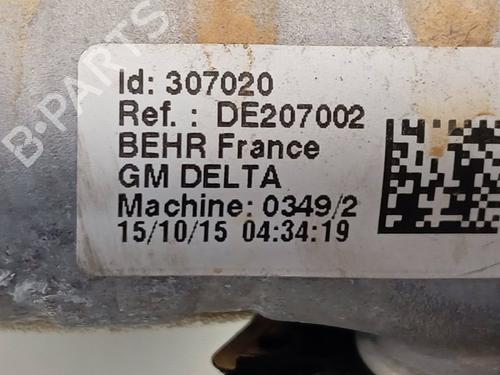 B-PARTS
Id: 307020
Ref. : DE207002
BEHR France
GM DELTA
Machine: 0349/2
15/10/15 04:34:19